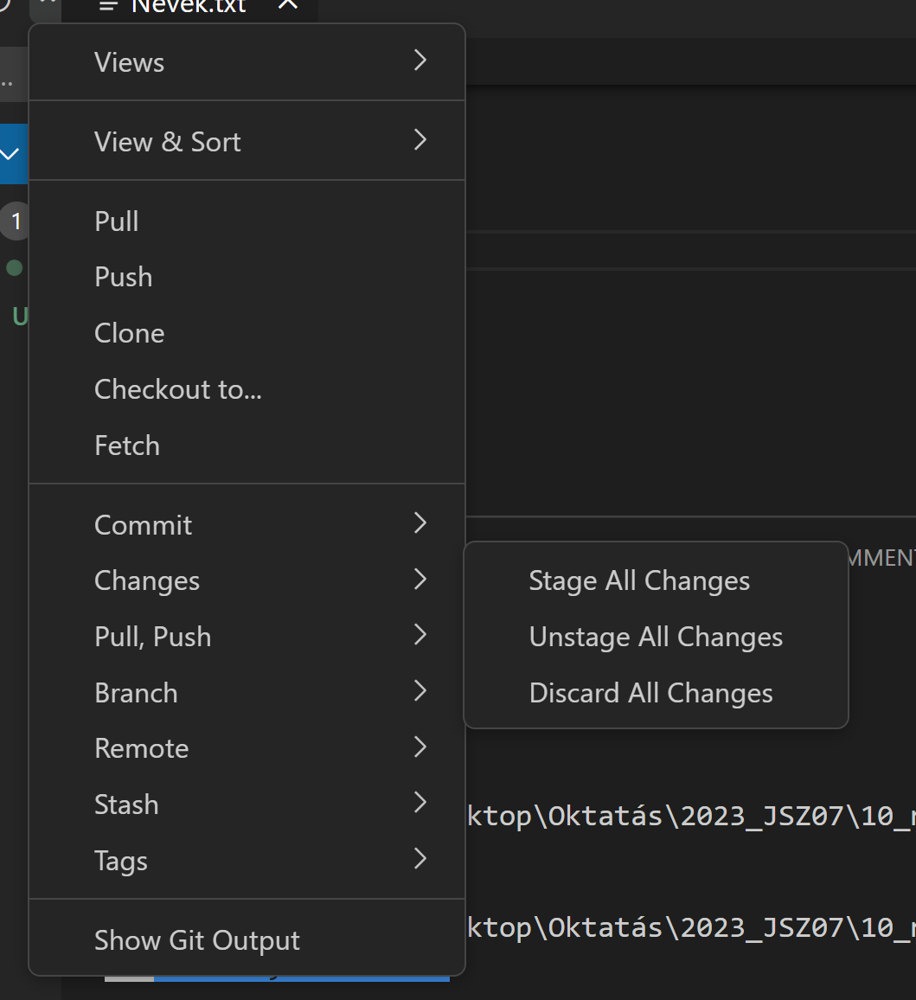 Nevek.txt
Views
View & Sort
Pull
1
Push
U
Clone
Checkout to...
Fetch
Commit
Changes
Stage All Changes
Pull, Push
Unstage All Changes
Branch
Discard All Changes
Remote
Stash
ktop\Oktatás\2023_JSZ07\10_
Tags
ktop\Oktatás\2023_JSZ07\10_
Show Git Output